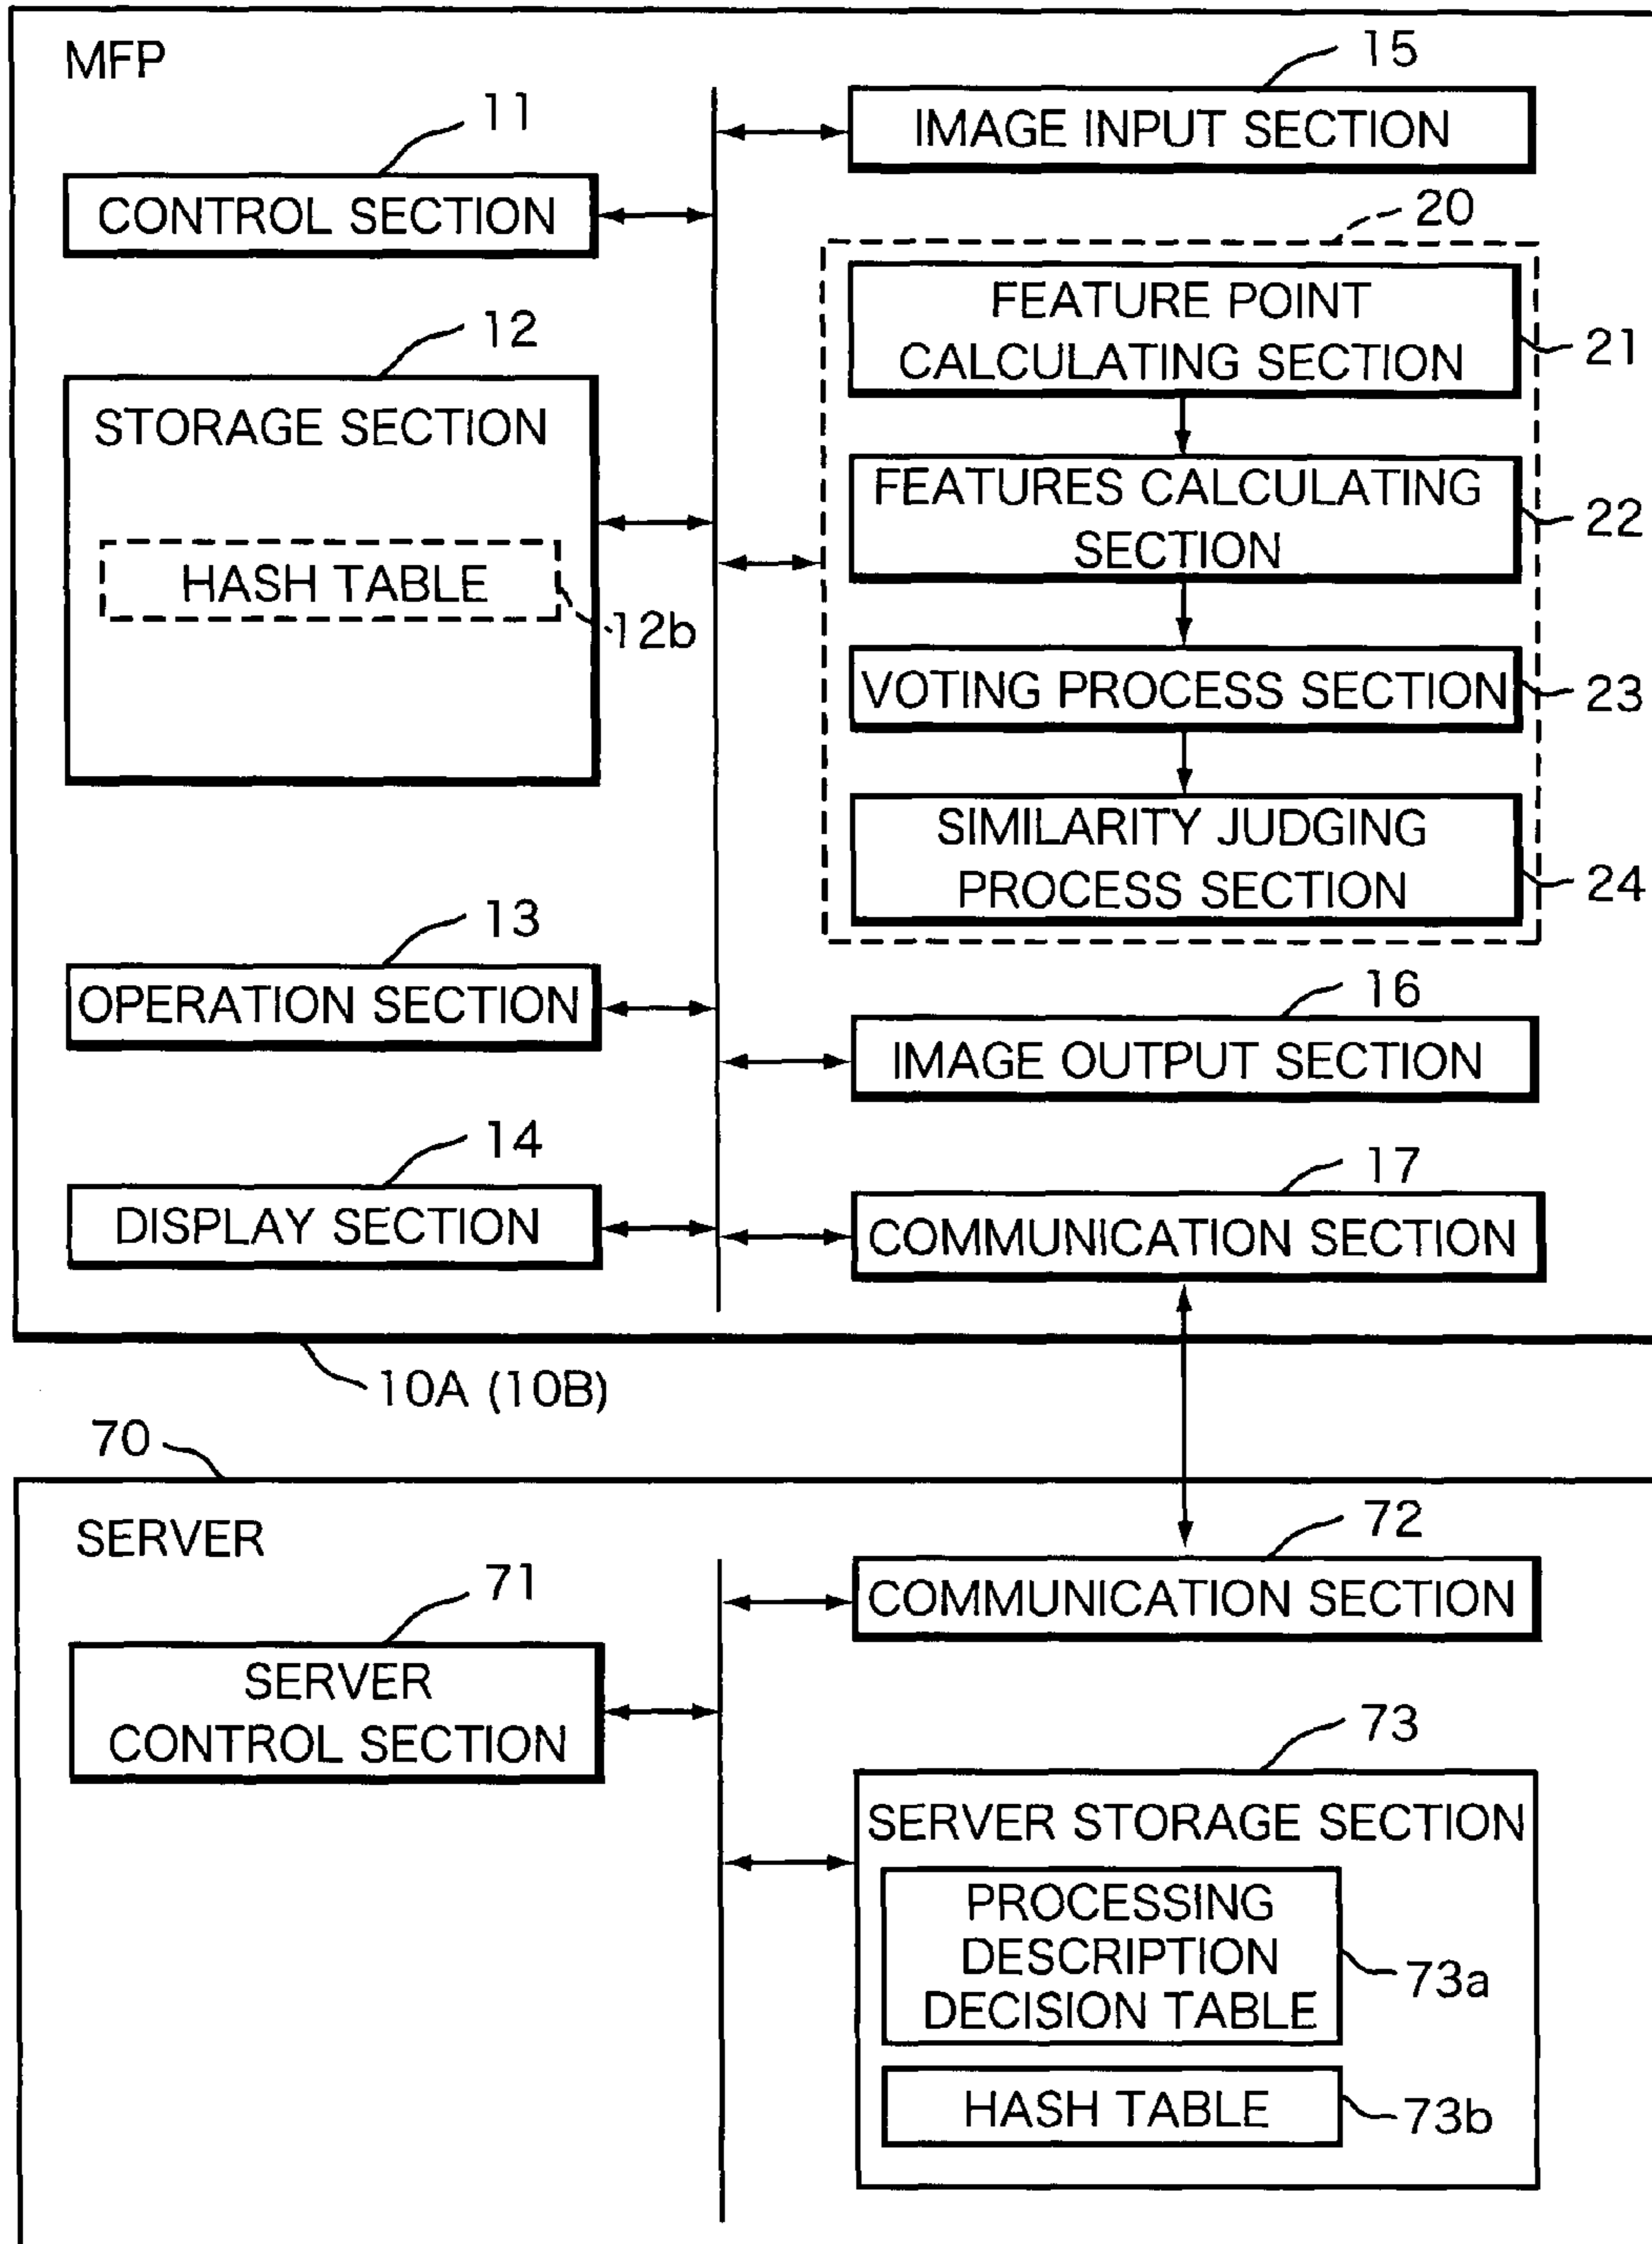 MFP
11
CONTROL SECTION
12
STORAGE SECTION
HASH TABLE
12b
13
OPERATION SECTION
14
DISPLAY SECTION
15
IMAGE INPUT SECTION
20
FEATURE POINT
CALCULATING SECTION
21
FEATURES CALCULATING
SECTION
22
VOTING PROCESS SECTION
23
SIMILARITY JUDGING
PROCESS SECTION
24
16
IMAGE OUTPUT SECTION
17
COMMUNICATION SECTION
10A (10B)
70
SERVER
71
SERVER
CONTROL SECTION
72
COMMUNICATION SECTION
73
SERVER STORAGE SECTION
PROCESSING
DESCRIPTION
DECISION TABLE
73a
HASH TABLE
73b